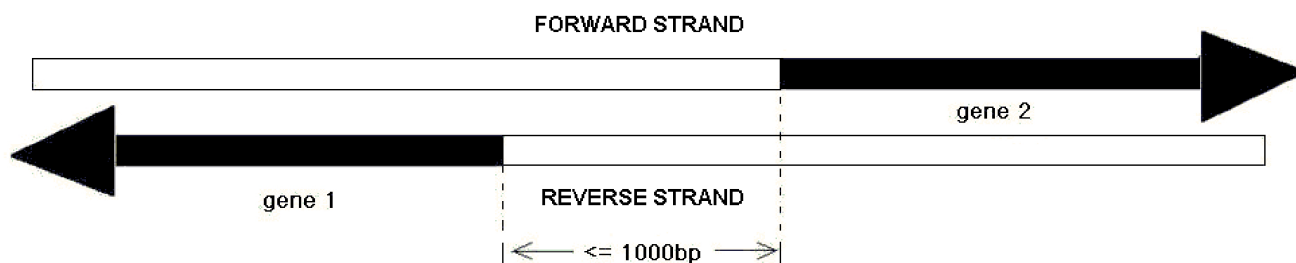 FORWARD STRAND
gene 2
gene 1
REVERSE STRAND
<= 1000bp